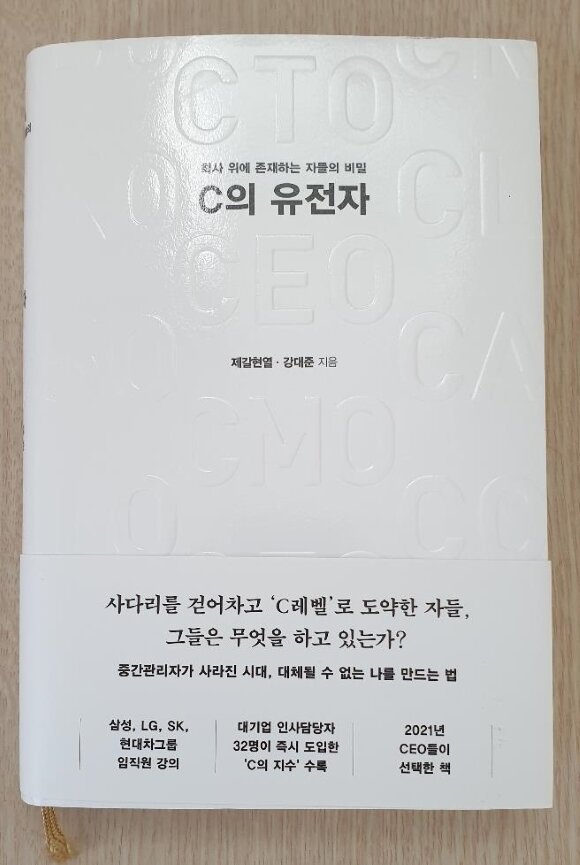 CTO
회사 위에 존재하는 자들의 비밀
C의 유전자
CL
CEO
제갈현열 · 강대준 지음
CA
CMO
사다리를 걷어차고 ‘C레벨’로 도약한 자들,
그들은 무엇을 하고 있는가?
중간관리자가 사라진 시대, 대체될 수 없는 나를 만드는 법
삼성, LG, SK,
현대차그룹
임직원 강의
대기업 인사담당자
32명이 즉시 도입한
‘C의 지수’ 수록
2021년
CEO들이
선택한 책